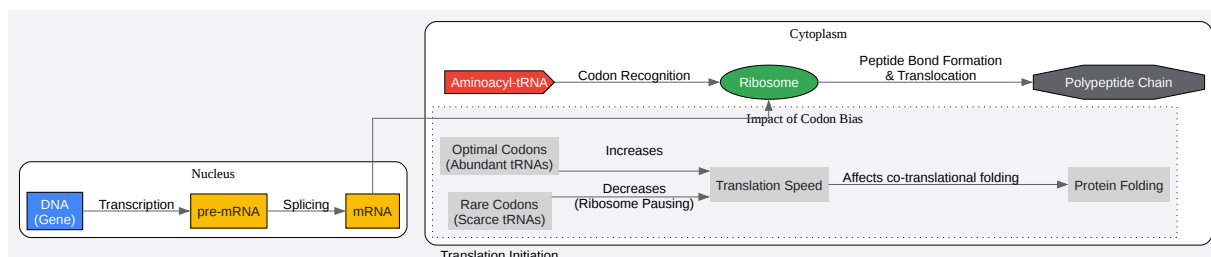 Cytoplasm
Aminoacyl-tRNA
Codon Recognition
Ribosome
Peptide Bond Formation
& Translocation
Polypeptide Chain
Impact of Codon Bias
Optimal Codons
(Abundant tRNAs)
Increases
Rare Codons
(Scarce tRNAs)
Decreases
(Ribosome Pausing)
Translation Speed
Affects co-translational folding
Protein Folding
Nucleus
DNA
(Gene)
Transcription
pre-mRNA
Splicing
mRNA
Translation Initiation